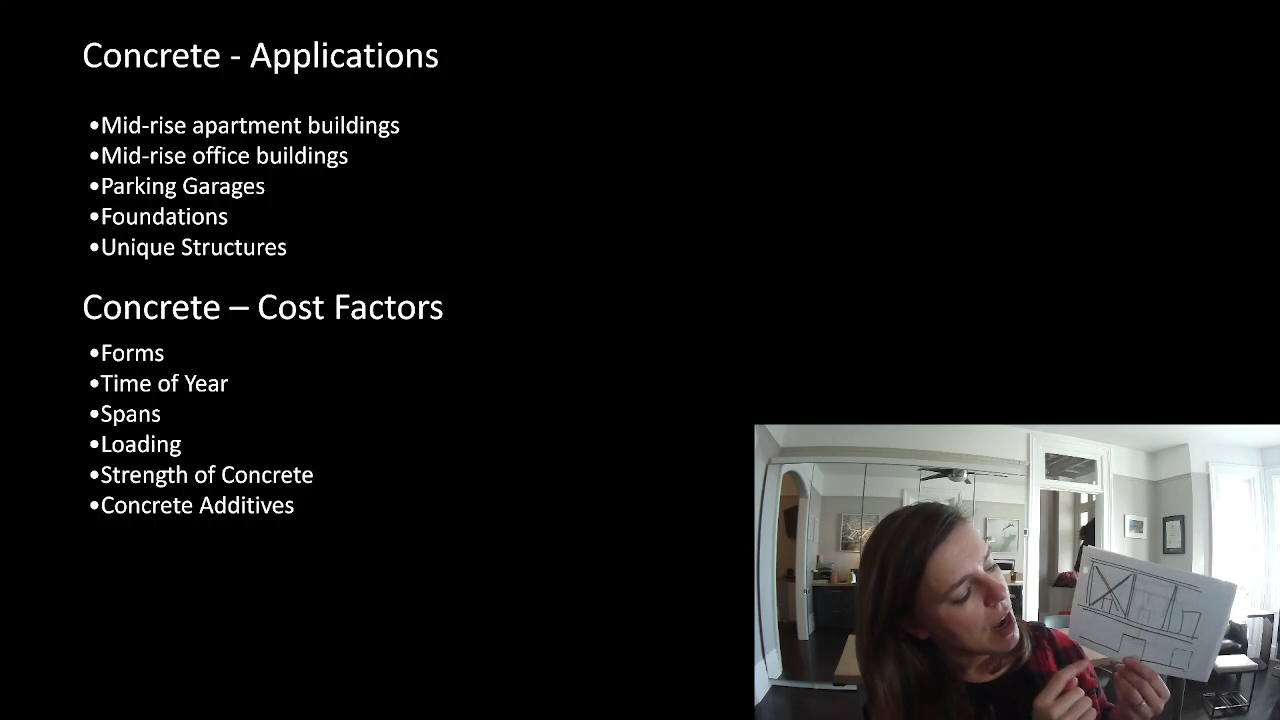 Concrete - Applications
•Mid-rise apartment buildings
•Mid-rise office buildings
•Parking Garages
•Foundations
•Unique Structures
Concrete – Cost Factors
•Forms
•Time of Year
•Spans
•Loading
•Strength of Concrete
•Concrete Additives